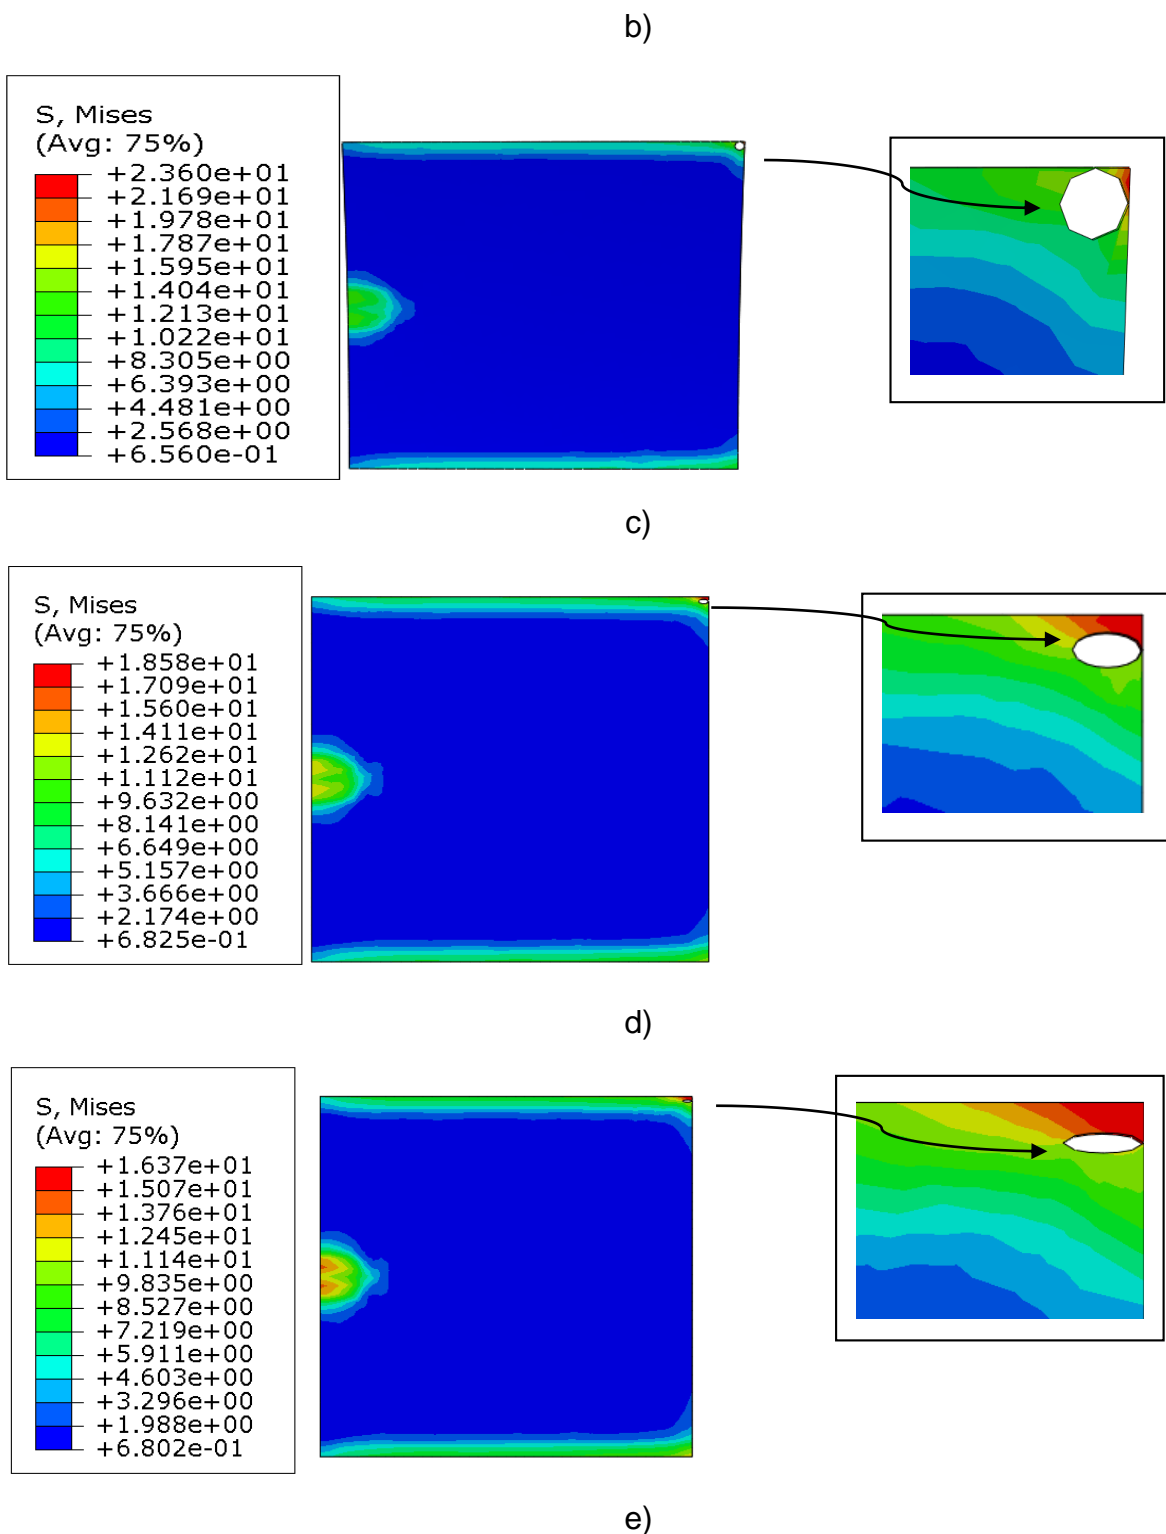 b)
S, Mises
(Avg: 75%)
+2.360e+01
+2.169e+01
+1.978e+01
+1.787e+01
+1.595e+01
+1.404e+01
+1.213e+01
+1.022e+01
+8.305e+00
+6.393e+00
+4.481e+00
+2.568e+00
+6.560e-01
c)
S, Mises
(Avg: 75%)
+1.858e+01
+1.709e+01
+1.560e+01
+1.411e+01
+1.262e+01
+1.112e+01
+9.632e+00
+8.141e+00
+6.649e+00
+5.157e+00
+3.666e+00
+2.174e+00
+6.825e-01
d)
S, Mises
(Avg: 75%)
+1.637e+01
+1.507e+01
+1.376e+01
+1.245e+01
+1.114e+01
+9.835e+00
+8.527e+00
+7.219e+00
+5.911e+00
+4.603e+00
+3.296e+00
+1.988e+00
+6.802e-01
e)